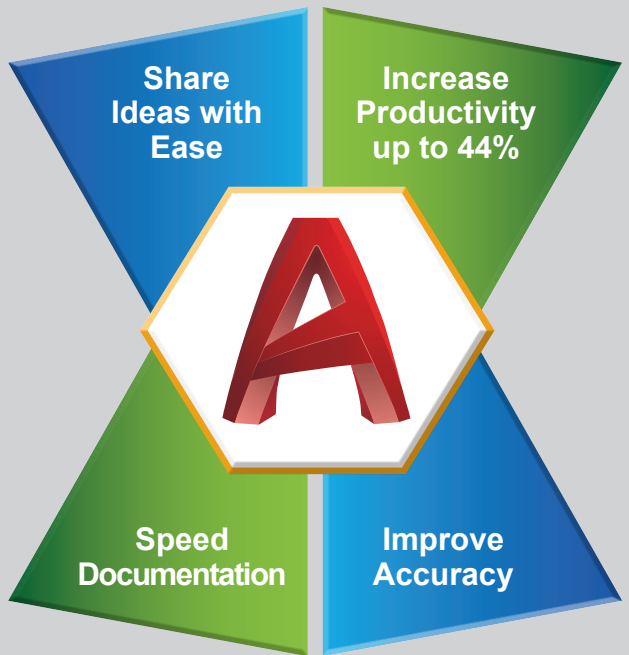 Share
Ideas with
Ease
Increase
Productivity
up to 44%
Speed
Documentation
Improve
Accuracy